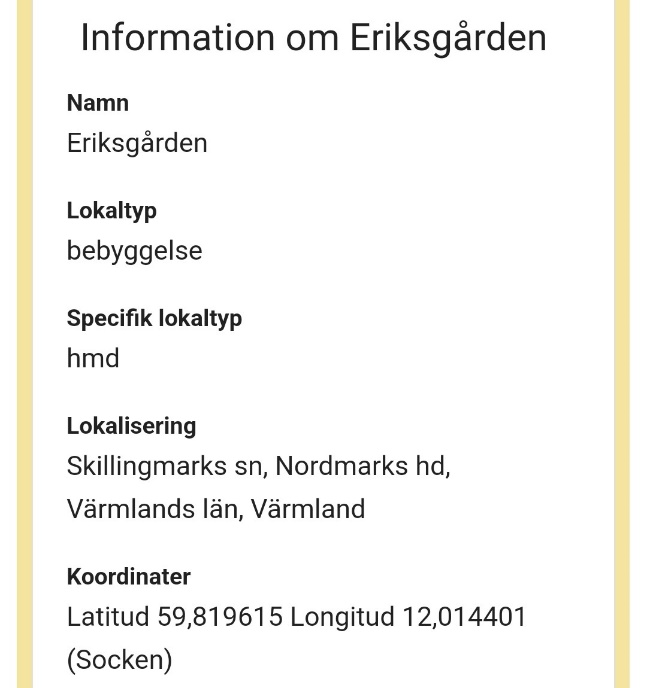 Information om Eriksgården
Namn
Eriksgården
Lokaltyp
bebyggelse
Specifik lokaltyp
hmd
Lokalisering
Skillingmarks sn, Nordmarks hd,
Värmlands län, Värmland
Koordinater
Latitud 59,819615 Longitud 12,014401
(Socken)